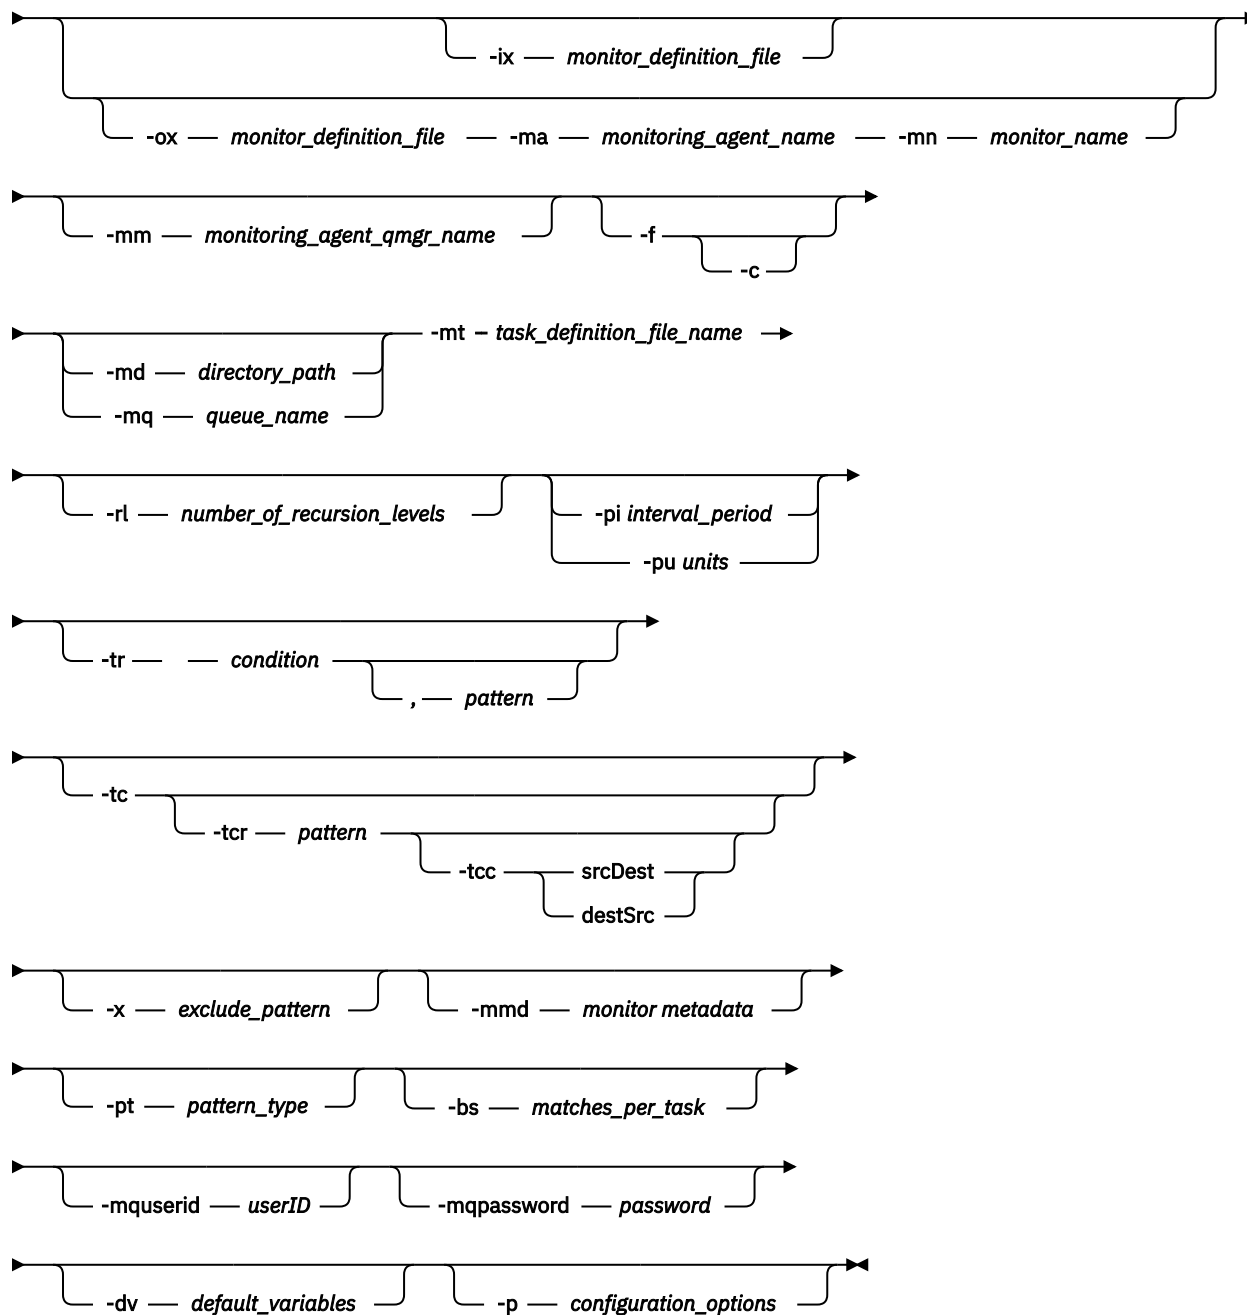 -ix monitor_definition_file
-ox monitor_definition_file -ma monitoring_agent_name -mn monitor_name
-mm monitoring_agent_qmgr_name -f
-c
-mt task_definition_file_name
-md directory_path
-mq queue_name
-rl number_of_recursion_levels -pi interval_period
-pu units
-tr condition
, pattern
-tc
-tcr pattern
-tcc srcDest
destSrc
-x exclude_pattern -mmd monitor metadata
-pt pattern_type -bs matches_per_task
-mquserid userID -mqpassword password
-dv default_variables -p configuration_options